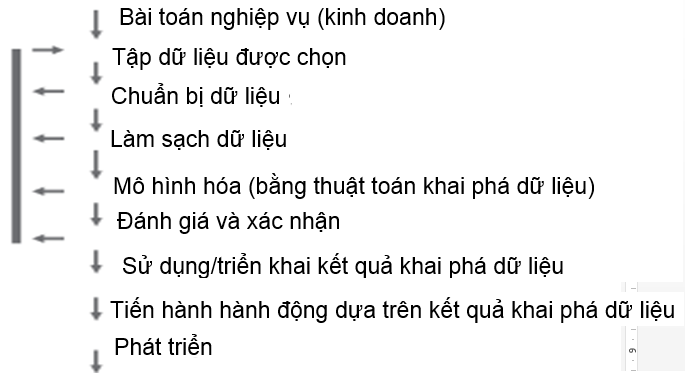 Bài toán nghiệp vụ (kinh doanh)
Tập dữ liệu được chọn
Chuẩn bị dữ liệu
Làm sạch dữ liệu
Mô hình hóa (bằng thuật toán khai phá dữ liệu)
Đánh giá và xác nhận
Sử dụng/triển khai kết quả khai phá dữ liệu
Tiến hành hành động dựa trên kết quả khai phá dữ liệu
Phát triển
9